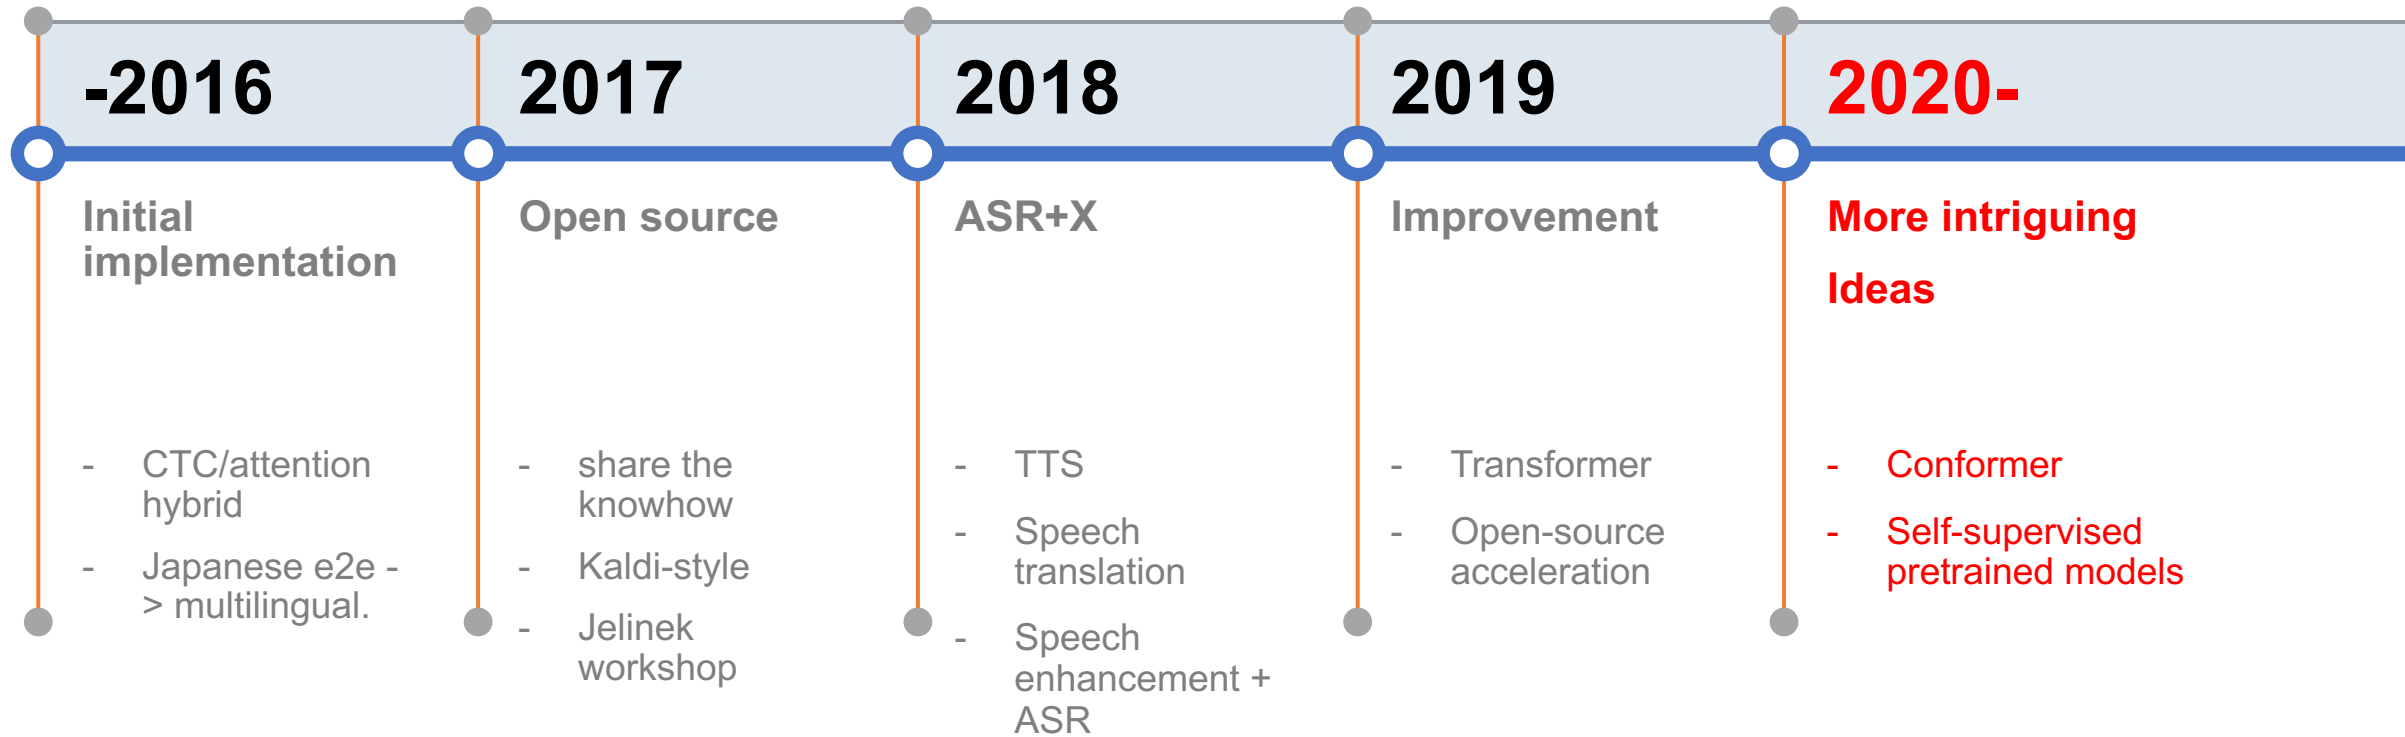 -2016
Initial
implementation
- CTC/attention
hybrid
- Japanese e2e -
> multilingual.
2017
Open source
- share the
knowhow
- Kaldi-style
- Jelinek
workshop
2018
ASR+X
- TTS
- Speech
translation
- Speech
enhancement +
ASR
2019
Improvement
- Transformer
- Open-source
acceleration
2020-
More intriguing
Ideas
- Conformer
- Self-supervised
pretrained models